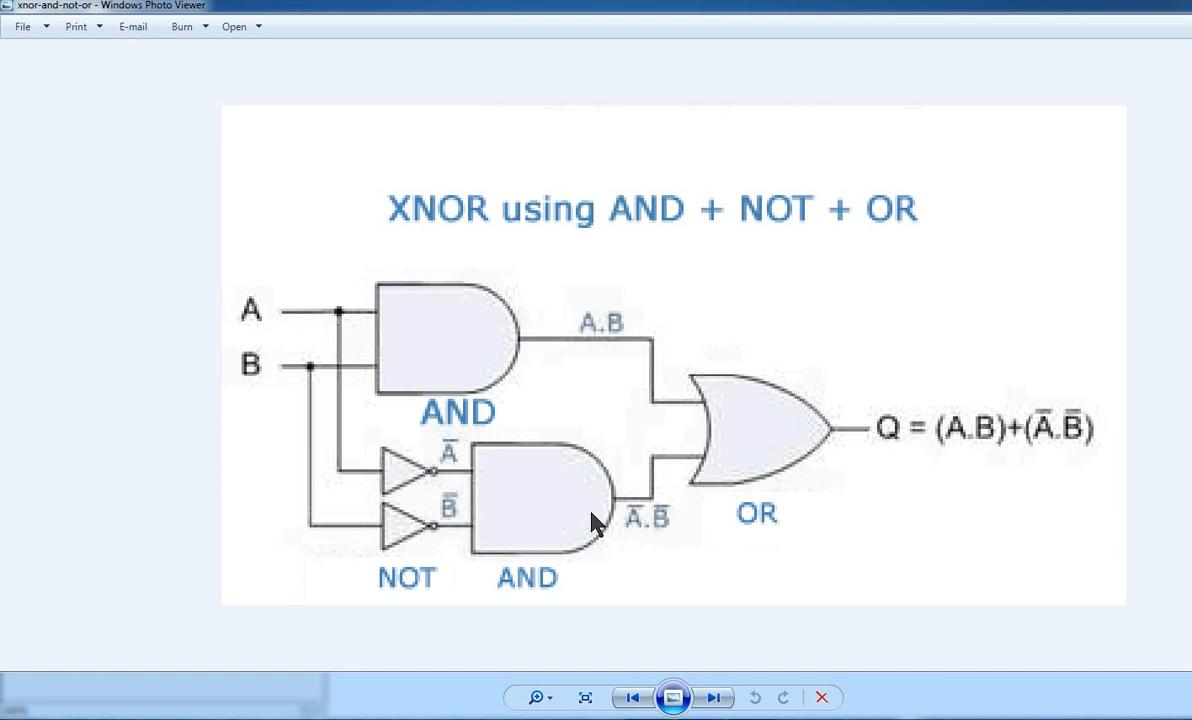 xnor-and-not-or - Windows Photo Viewer
File Print E-mail Burn Open
XNOR using AND + NOT + OR
A
A.B
B
AND
Q = (A.B)+(A̅.B̅)
A̅
B̅
A̅.B̅
OR
NOT AND